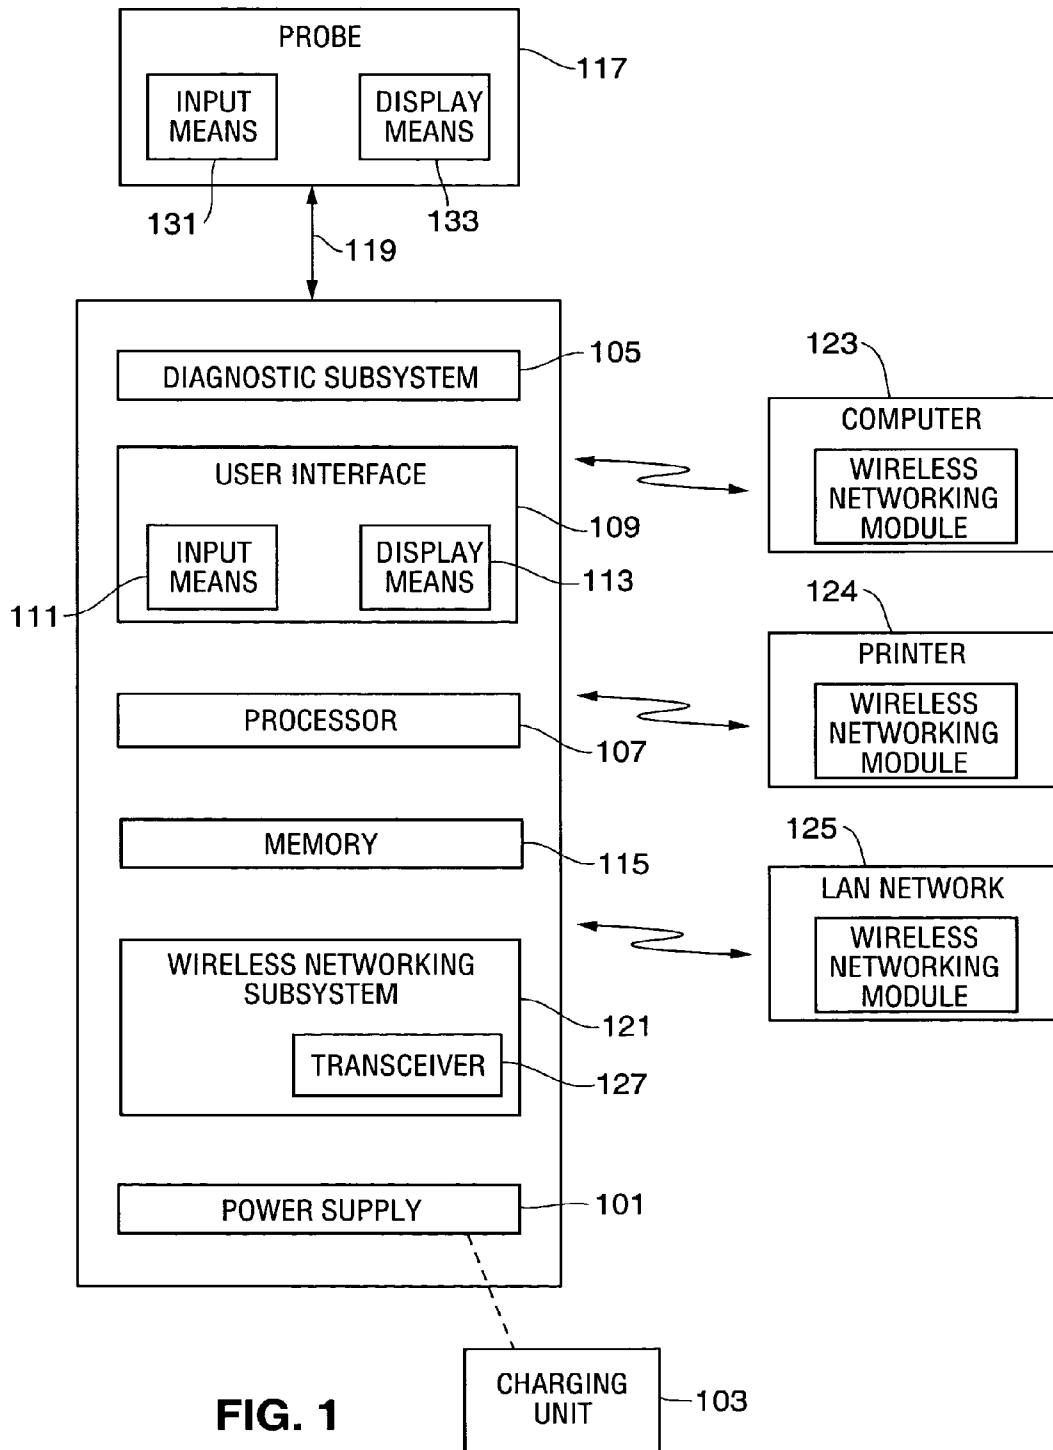 PROBE
117
INPUT
MEANS
DISPLAY
MEANS
131
133
119
DIAGNOSTIC SUBSYSTEM
105
USER INTERFACE
109
INPUT
MEANS
DISPLAY
MEANS
111
113
PROCESSOR
107
MEMORY
115
WIRELESS NETWORKING
SUBSYSTEM
121
TRANSCEIVER
127
POWER SUPPLY
101
CHARGING
UNIT
103
123
COMPUTER
WIRELESS
NETWORKING
MODULE
124
PRINTER
WIRELESS
NETWORKING
MODULE
125
LAN NETWORK
WIRELESS
NETWORKING
MODULE
FIG. 1